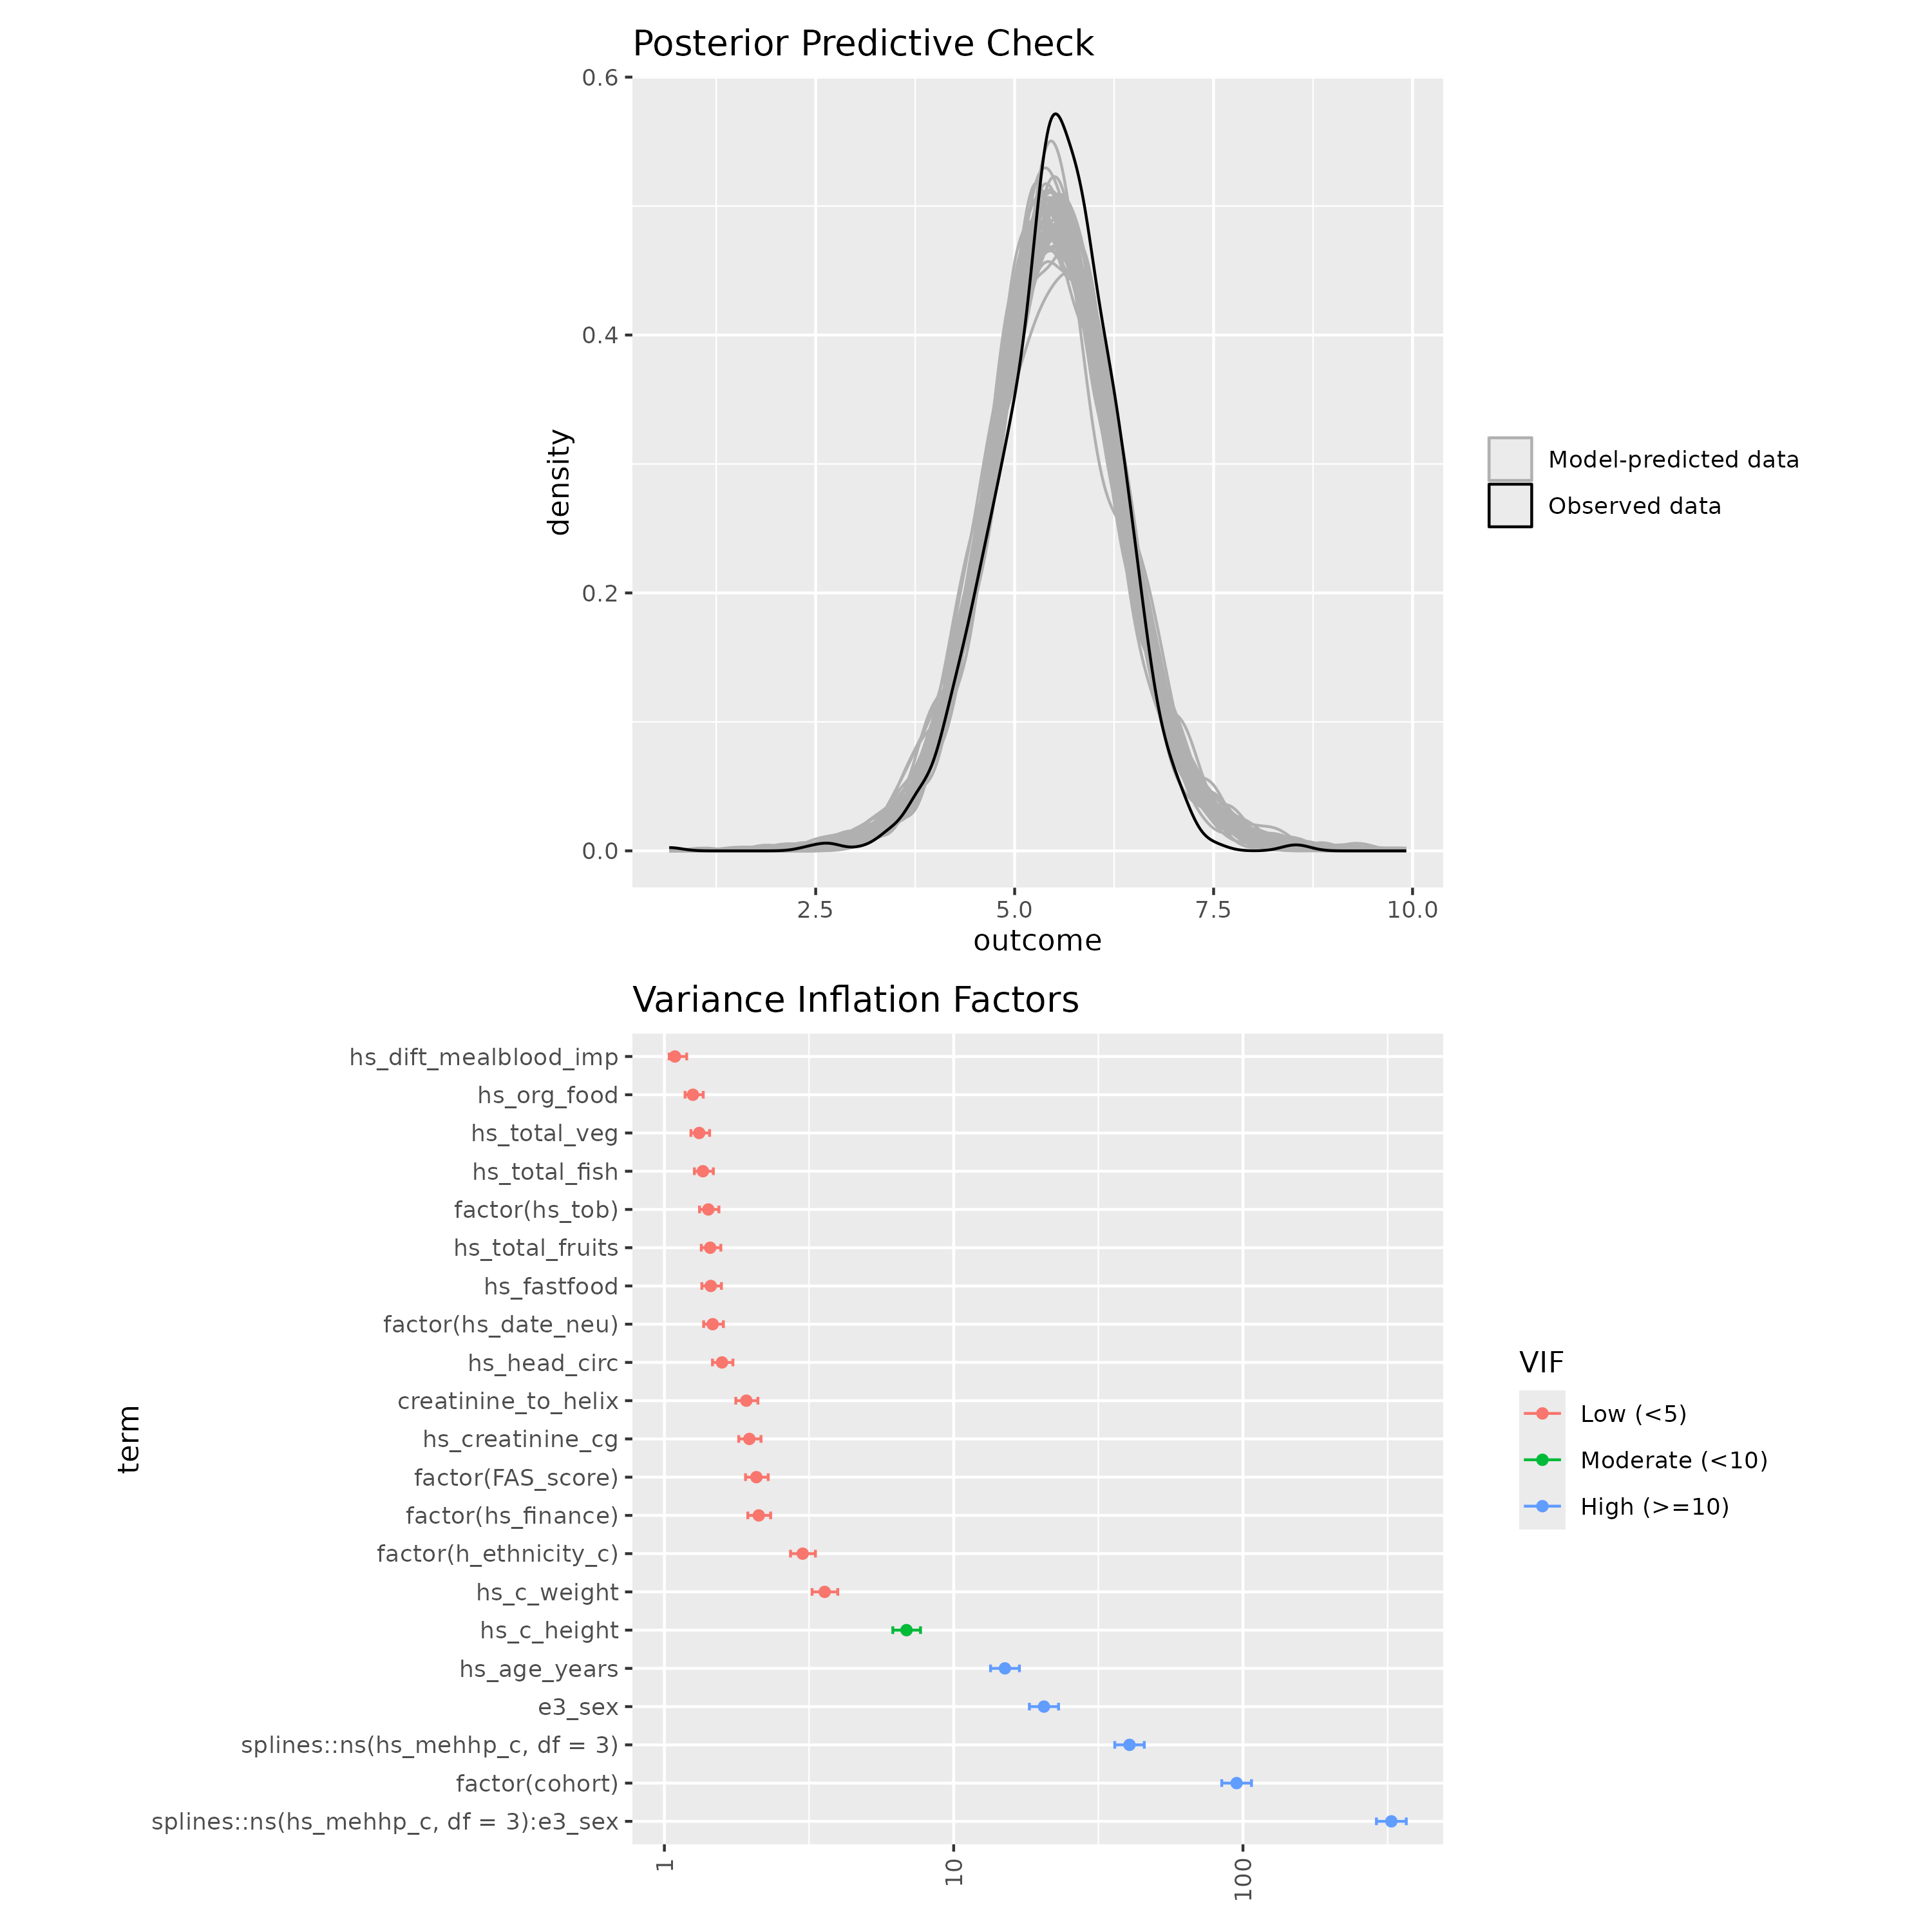 Posterior Predictive Check
0.6
0.4
0.2
0.0
density
2.5 5.0 7.5 10.0
outcome
Model-predicted data
Observed data
Variance Inflation Factors
term
hs_dift_mealblood_imp
hs_org_food
hs_total_veg
hs_total_fish
factor(hs_tob)
hs_total_fruits
hs_fastfood
factor(hs_date_neu)
hs_head_circ
creatinine_to_helix
hs_creatinine_cg
factor(FAS_score)
factor(hs_finance)
factor(h_ethnicity_c)
hs_c_weight
hs_c_height
hs_age_years
e3_sex
splines::ns(hs_mehhp_c, df = 3)
factor(cohort)
splines::ns(hs_mehhp_c, df = 3):e3_sex
1 10 100
VIF
Low (<5)
Moderate (<10)
High (>=10)